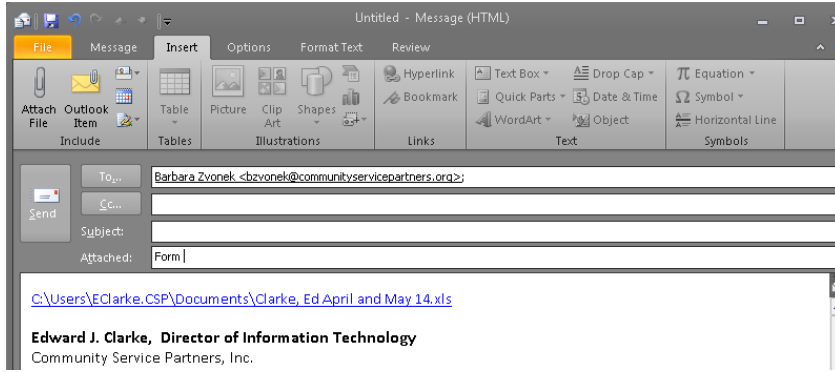 Untitled - Message (HTML)
File Message Insert Options Format Text Review
Attach File
Outlook Item
Include
Table
Tables
Picture
Clip Art
Shapes
Illustrations
Hyperlink
Bookmark
Links
Text Box
Quick Parts
WordArt
Drop Cap
Date & Time
Object
Text
Equation
Symbol
Horizontal Line
Symbols
Send
To... Barbara Zvonek <bzvonek@communityservicepartners.org>;
Cc...
Subject:
Attached: Form
C:\Users\EClarke.CSP\Documents\Clarke, Ed April and May 14.xls
Edward J. Clarke, Director of Information Technology
Community Service Partners, Inc.